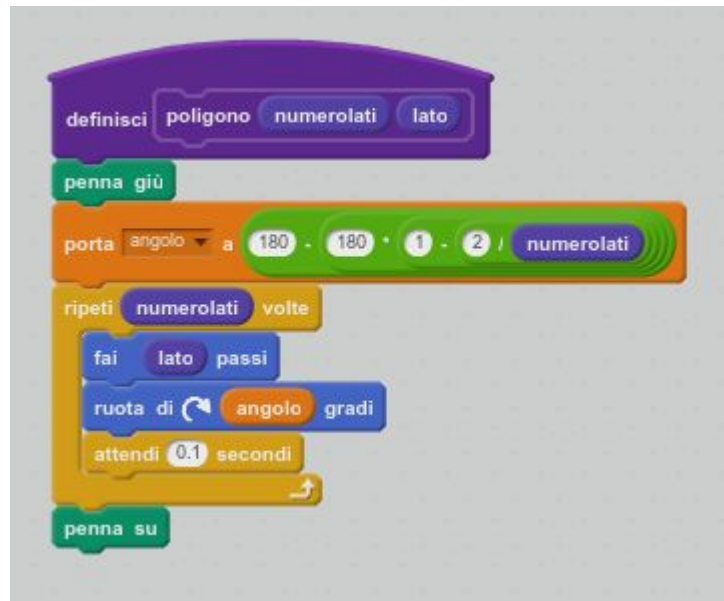 definisci poligono numerolati lato
penna giù
porta angolo a 180 - 180 * 1 - 2 / numerolati
ripeti numerolati volte
fai lato passi
ruota di angolo gradi
attendi 0.1 secondi
penna su